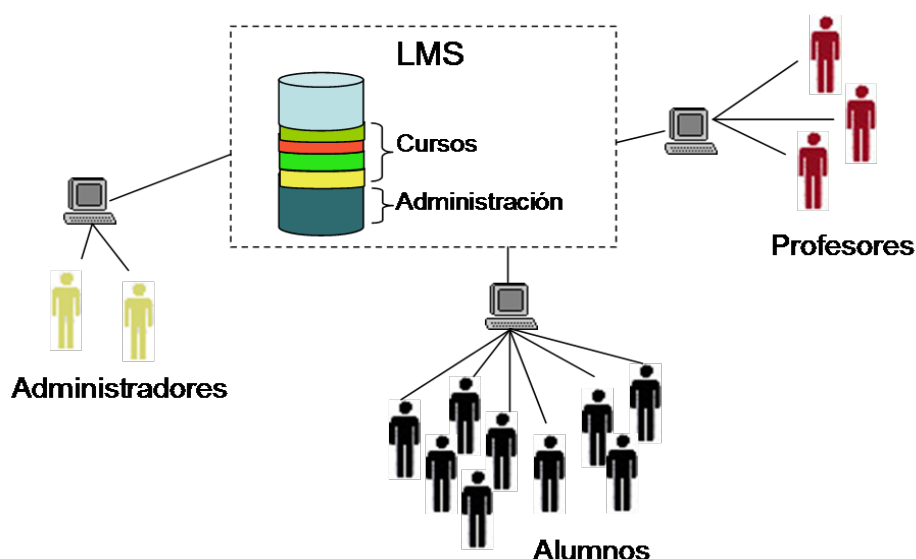 LMS
Cursos
Administración
Profesores
Administradores
Alumnos